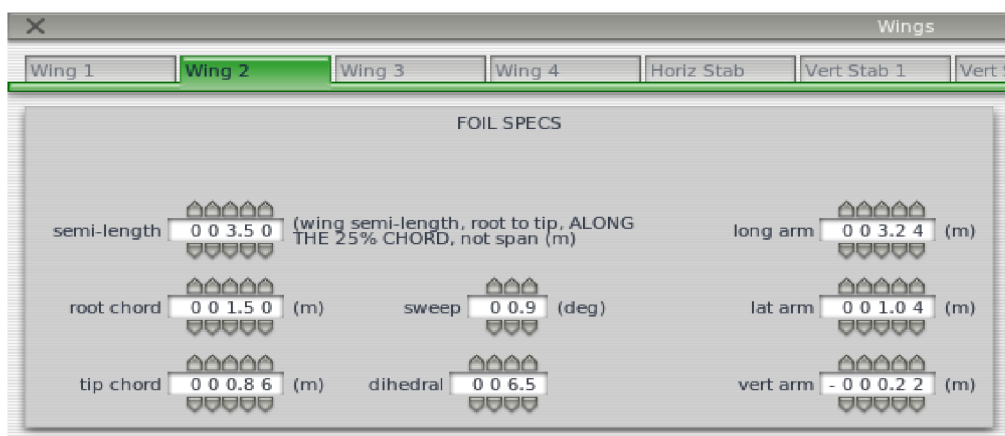 Wings
Wing 1 Wing 2 Wing 3 Wing 4 Horiz Stab Vert Stab 1 Vert
FOIL SPECS
semi-length 0 0 3.5 0 (wing semi-length, root to tip, ALONG
THE 25% CHORD, not span (m)
long arm 0 0 3.2 4 (m)
root chord 0 0 1.5 0 (m) sweep 0 0.9 (deg) lat arm 0 0 1.0 4 (m)
tip chord 0 0 0.8 6 (m) dihedral 0 0 6.5 vert arm - 0 0 0.2 2 (m)